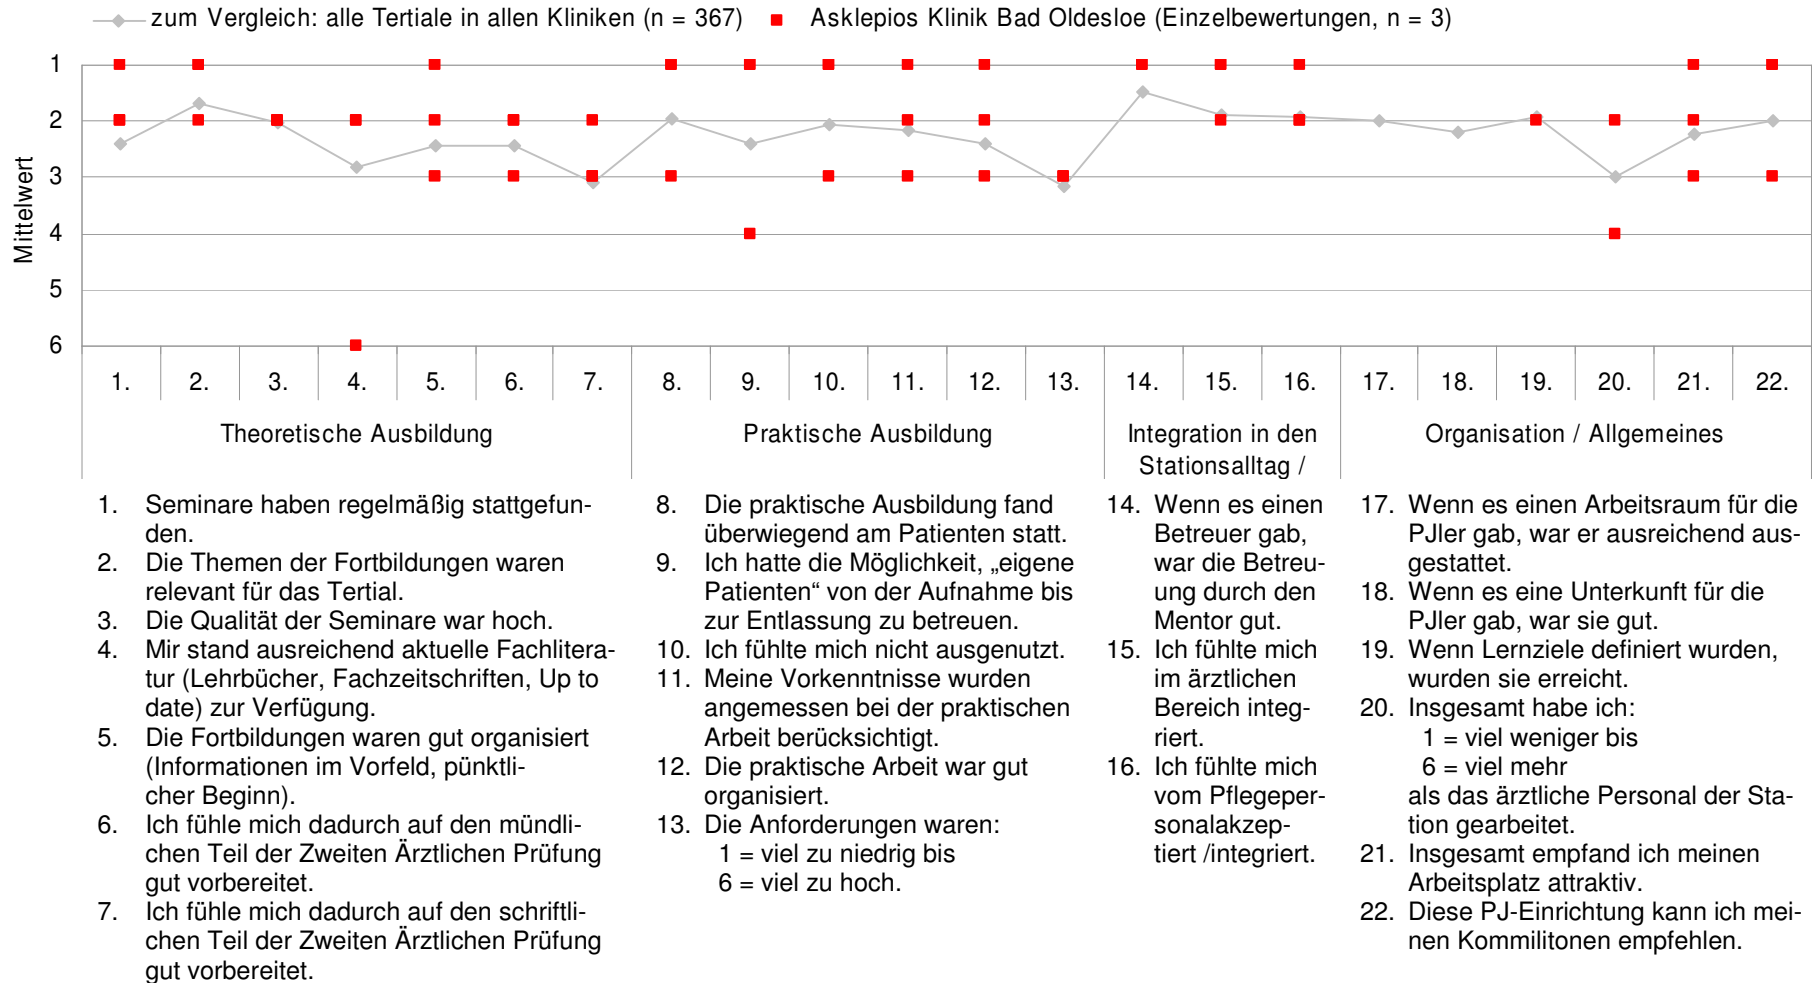 zum Vergleich: alle Tertiale in allen Kliniken (n = 367)
Asklepios Klinik Bad Oldesloe (Einzelbewertungen, n = 3)
Mittelwert
1
2
3
4
5
6
1. 2. 3. 4. 5. 6. 7. 8. 9. 10. 11. 12. 13. 14. 15. 16. 17. 18. 19. 20. 21. 22.
Theoretische Ausbildung
Praktische Ausbildung
Integration in den
Stationsalltag /
Organisation / Allgemeines
1. Seminare haben regelmäßig stattgefun-
den.
2. Die Themen der Fortbildungen waren
relevant für das Tertial.
3. Die Qualität der Seminare war hoch.
4. Mir stand ausreichend aktuelle Fachlitera-
tur (Lehrbücher, Fachzeitschriften, Up to
date) zur Verfügung.
5. Die Fortbildungen waren gut organisiert
(Informationen im Vorfeld, pünktli-
cher Beginn).
6. Ich fühle mich dadurch auf den mündli-
chen Teil der Zweiten Ärztlichen Prüfung
gut vorbereitet.
7. Ich fühle mich dadurch auf den schriftli-
chen Teil der Zweiten Ärztlichen Prüfung
gut vorbereitet.
8. Die praktische Ausbildung fand
überwiegend am Patienten statt.
9. Ich hatte die Möglichkeit, „eigene
Patienten“ von der Aufnahme bis
zur Entlassung zu betreuen.
10. Ich fühlte mich nicht ausgenutzt.
11. Meine Vorkenntnisse wurden
angemessen bei der praktischen
Arbeit berücksichtigt.
12. Die praktische Arbeit war gut
organisiert.
13. Die Anforderungen waren:
1 = viel zu niedrig bis
6 = viel zu hoch.
14. Wenn es einen
Betreuer gab,
war die Betreu-
ung durch den
Mentor gut.
15. Ich fühlte mich
im ärztlichen
Bereich integ-
riert.
16. Ich fühlte mich
vom Pflegeper-
sonalakzep-
tiert /integriert.
17. Wenn es einen Arbeitsraum für die
PJler gab, war er ausreichend aus-
gestattet.
18. Wenn es eine Unterkunft für die
PJler gab, war sie gut.
19. Wenn Lernziele definiert wurden,
wurden sie erreicht.
20. Insgesamt habe ich:
1 = viel weniger bis
6 = viel mehr
als das ärztliche Personal der Sta-
tion gearbeitet.
21. Insgesamt empfand ich meinen
Arbeitsplatz attraktiv.
22. Diese PJ-Einrichtung kann ich mei-
nen Kommilitonen empfehlen.